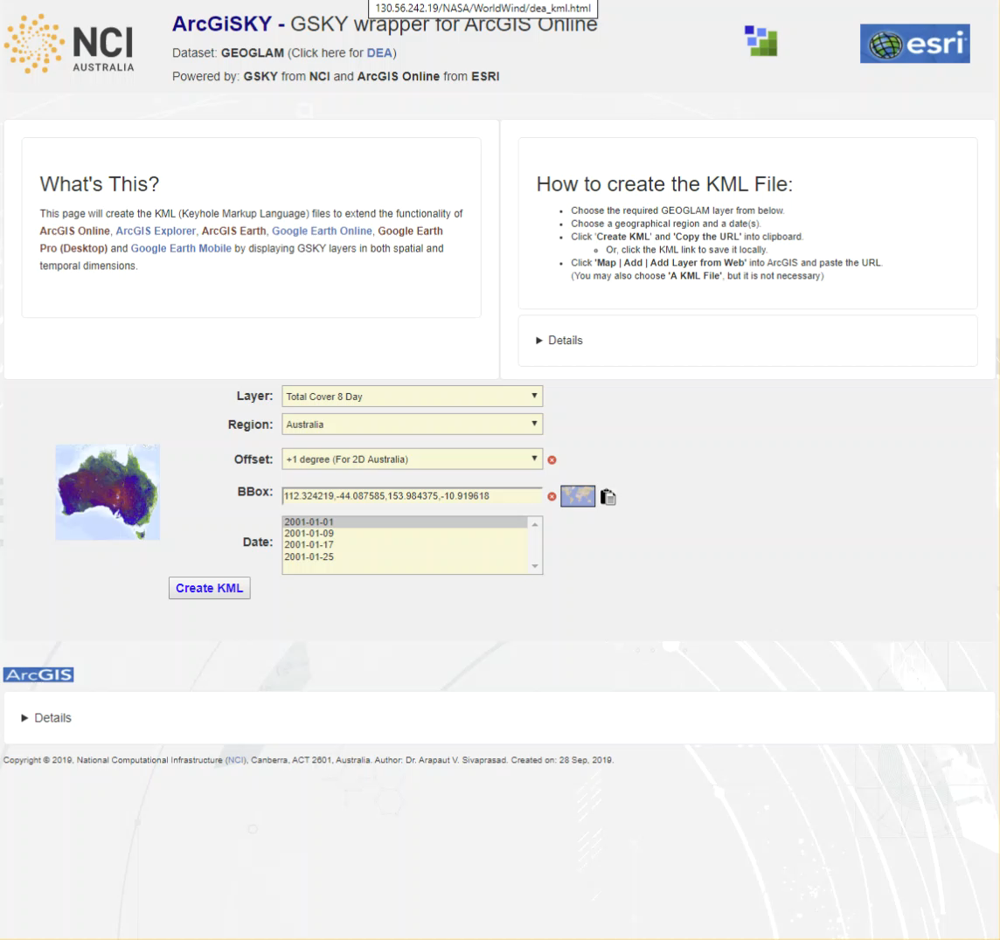 130.56.242.19/NASA/WorldWind/dea_kml.html
NCI
AUSTRALIA
ArcGiSKY - GSKY wrapper for ArcGIS Online
Dataset: GEOGLAM (Click here for DEA)
Powered by: GSKY from NCI and ArcGIS Online from ESRI
esri
What's This?
This page will create the KML (Keyhole Markup Language) files to extend the functionality of
ArcGIS Online, ArcGIS Explorer, ArcGIS Earth, Google Earth Online, Google Earth
Pro (Desktop) and Google Earth Mobile by displaying GSKY layers in both spatial and
temporal dimensions.
How to create the KML File:
• Choose the required GEOGLAM layer from below.
• Choose a geographical region and a date(s).
• Click 'Create KML' and 'Copy the URL' into clipboard.
Or, click the KML link to save it locally.
• Click 'Map | Add | Add Layer from Web' into ArcGIS and paste the URL.
(You may also choose 'A KML File', but it is not necessary)
Details
Layer: Total Cover 8 Day
Region: Australia
Offset: +1 degree (For 2D Australia)
BBox: 112.324219,-44.087585,153.984375,-10.919618
Date:
2001-01-01
2001-01-09
2001-01-17
2001-01-25
Create KML
ArcGIS
Details
Copyright © 2019, National Computational Infrastructure (NCI), Canberra, ACT 2601, Australia. Author: Dr. Arapaut V. Sivaprasad. Created on: 28 Sep, 2019.